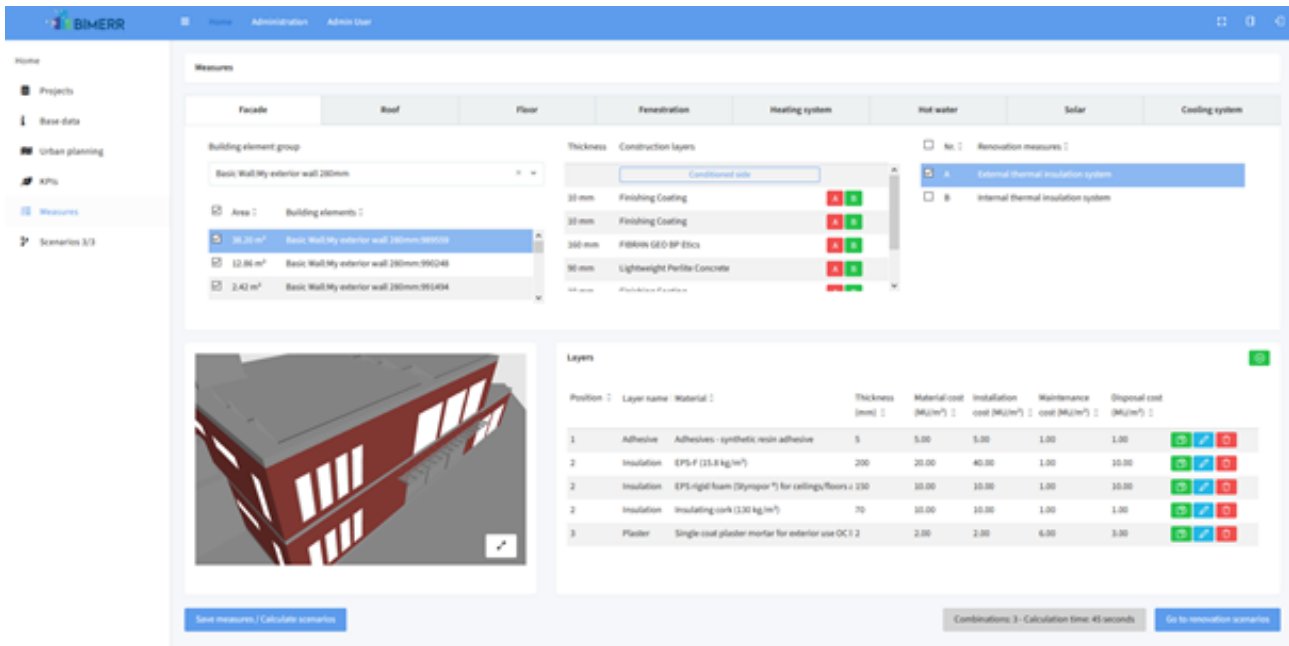 BIMERR
Home Administration Admin User
Home
Projects
Base data
Urban planning
KPIs
Measures
Scenarios 3/3
Measures
Facade Roof Floor Fenestration Heating system Hot water Solar Cooling system
Building element group
Basic Wall:My exterior wall 280mm
Area Building elements
38.20 m² Basic Wall:My exterior wall 280mm:989559
12.86 m² Basic Wall:My exterior wall 280mm:990248
2.42 m² Basic Wall:My exterior wall 280mm:991494
Thickness Construction layers
Conditioned side
10 mm Finishing Coating A B
10 mm Finishing Coating A B
160 mm FIBRAN GEO BP Etics A B
90 mm Lightweight Perlite Concrete A B
Finishing Coating
Nr. Renovation measures
A External thermal insulation system
B Internal thermal insulation system
Layers
Position Layer name Material Thickness (mm) Material cost (MU/m²) Installation cost (MU/m²) Maintenance cost (MU/m²) Disposal cost (MU/m²)
1 Adhesive Adhesives - synthetic resin adhesive 5 5.00 5.00 1.00 1.00
2 Insulation EPS-F (15.8 kg/m³) 200 20.00 40.00 1.00 10.00
2 Insulation EPS rigid foam (Styropor ®) for ceilings/floors 150 10.00 10.00 1.00 10.00
2 Insulation Insulating cork (130 kg/m³) 70 10.00 10.00 1.00 1.00
3 Plaster Single coat plaster mortar for exterior use OC 2 2.00 2.00 6.00 3.00
Save measures / Calculate scenarios
Combinations: 3 - Calculation time: 45 seconds
Go to renovation scenarios